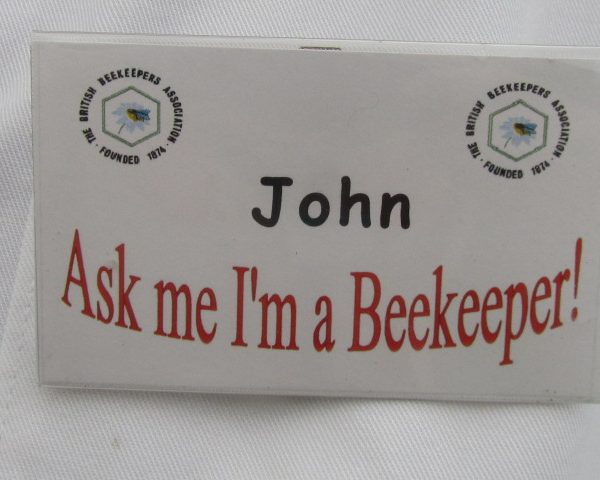 THE BRITISH BEEKEEPERS ASSOCIATION
· FOUNDED 1874 ·
THE BRITISH BEEKEEPERS ASSOCIATION
· FOUNDED 1874 ·
John
Ask me I'm a Beekeeper!